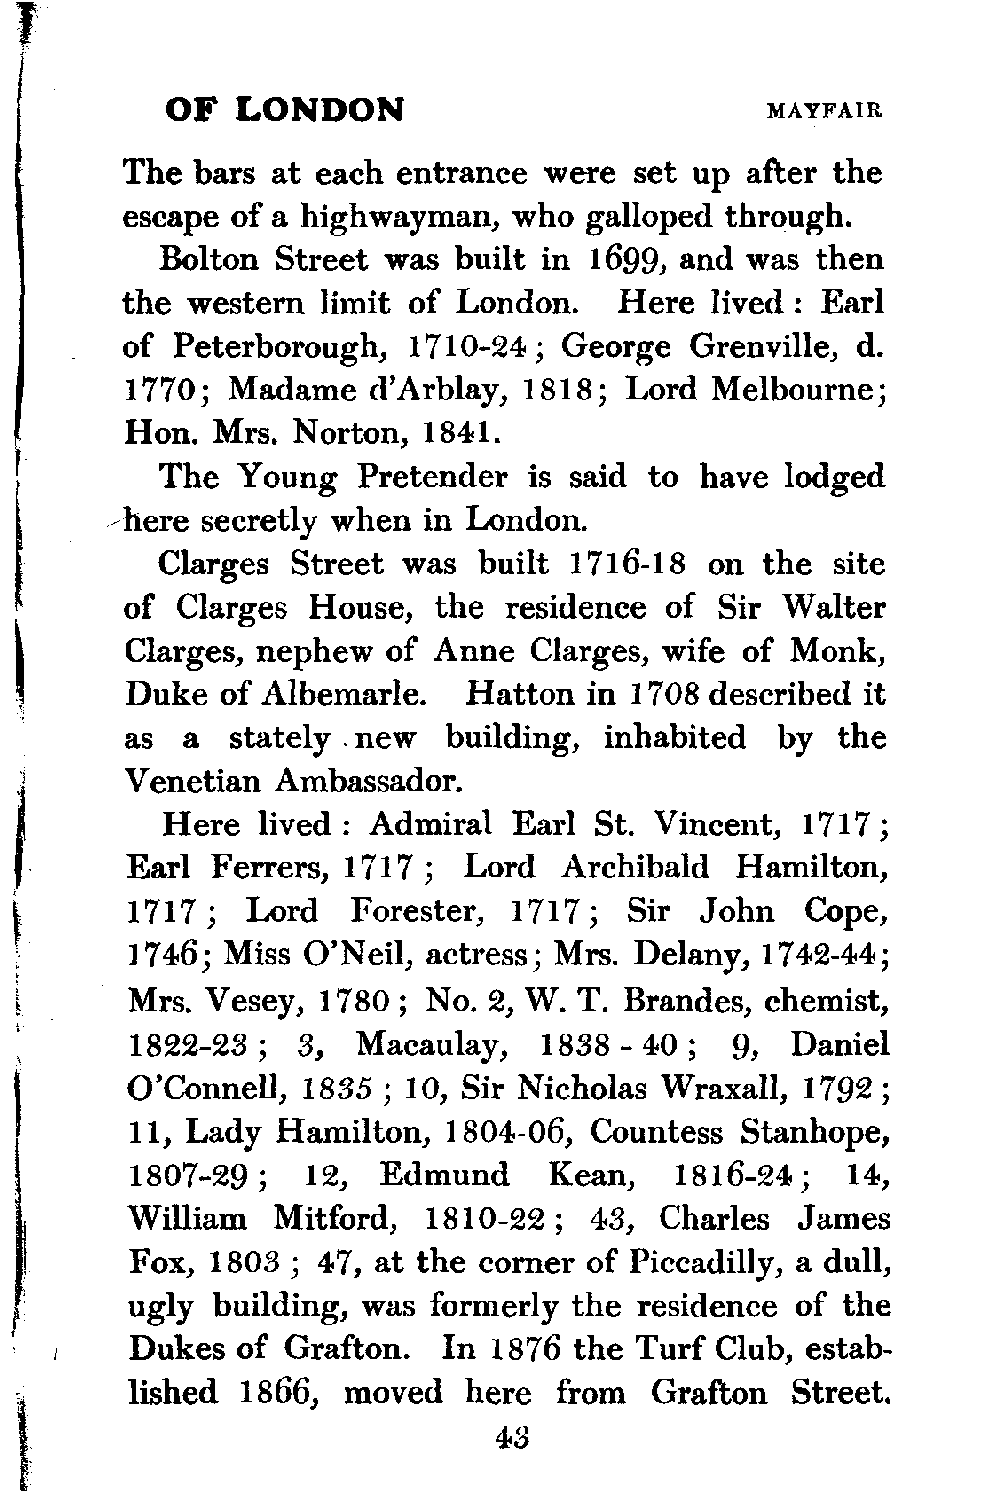 OF LONDON MAYFAIR
The bars at each entrance were set up after the
escape of a highwayman, who galloped through.
Bolton Street was built in 1699, and was then
the western limit of London. Here lived : Earl
of Peterborough, 1710-24 ; George Grenville, d.
1770; Madame d'Arblay, 1818; Lord Melbourne;
Hon. Mrs. Norton, 1841.
The Young Pretender is said to have lodged
here secretly when in London.
Clarges Street was built 1716-18 on the site
of Clarges House, the residence of Sir Walter
Clarges, nephew of Anne Clarges, wife of Monk,
Duke of Albemarle. Hatton in 1708 described it
as a stately new building, inhabited by the
Venetian Ambassador.
Here lived : Admiral Earl St. Vincent, 1717 ;
Earl Ferrers, 1717 ; Lord Archibald Hamilton,
1717 ; Lord Forester, 1717 ; Sir John Cope,
1746; Miss O'Neil, actress; Mrs. Delany, 1742-44;
Mrs. Vesey, 1780 ; No. 2, W. T. Brandes, chemist,
1822-23 ; 3, Macaulay, 1838 - 40 ; 9, Daniel
O'Connell, 1835 ; 10, Sir Nicholas Wraxall, 1792 ;
11, Lady Hamilton, 1804-06, Countess Stanhope,
1807-29 ; 12, Edmund Kean, 1816-24 ; 14,
William Mitford, 1810-22 ; 43, Charles James
Fox, 1803 ; 47, at the corner of Piccadilly, a dull,
ugly building, was formerly the residence of the
Dukes of Grafton. In 1876 the Turf Club, estab-
lished 1866, moved here from Grafton Street.
43